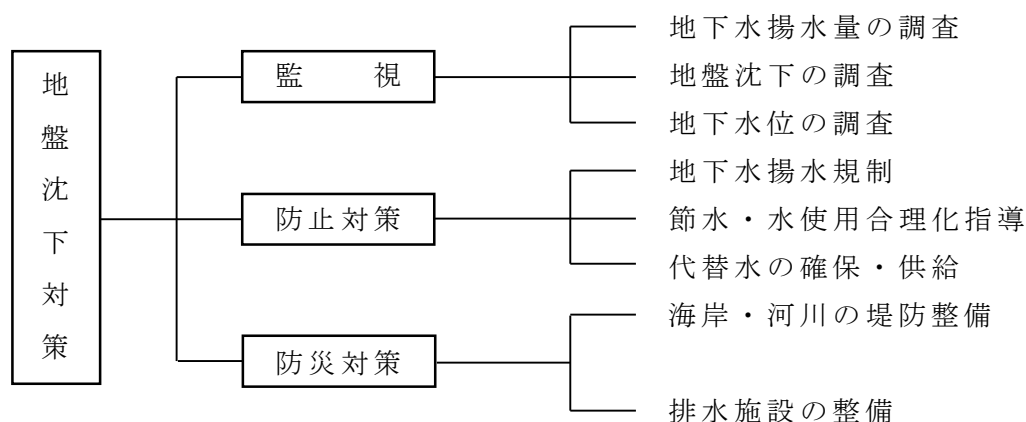 地盤沈下対策
監視
地下水揚水量の調査
地盤沈下の調査
地下水位の調査
防止対策
地下水揚水規制
節水・水使用合理化指導
代替水の確保・供給
防災対策
海岸・河川の堤防整備
排水施設の整備